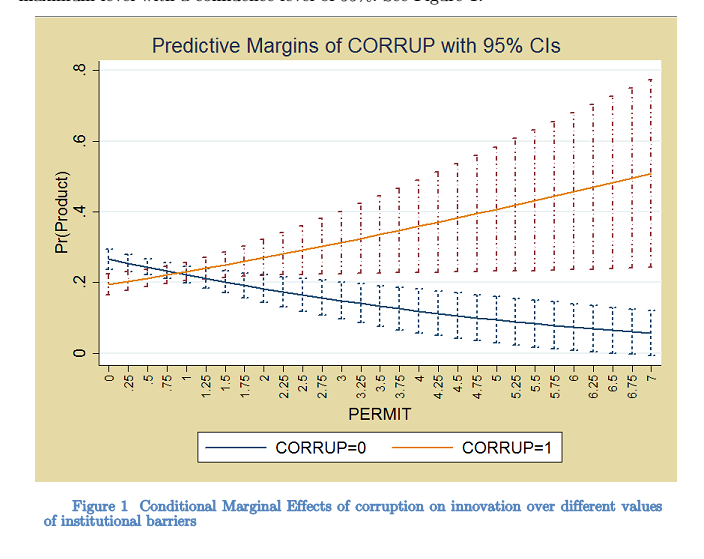 Predictive Margins of CORRUP with 95% CIs
Pr(Product)
.8
.6
.4
.2
0
0 .25 .5 .75 1 1.25 1.5 1.75 2 2.25 2.5 2.75 3 3.25 3.5 3.75 4 4.25 4.5 4.75 5 5.25 5.5 5.75 6 6.25 6.5 6.75 7
PERMIT
CORRUP=0 CORRUP=1
Figure 1 Conditional Marginal Effects of corruption on innovation over different values
of institutional barriers